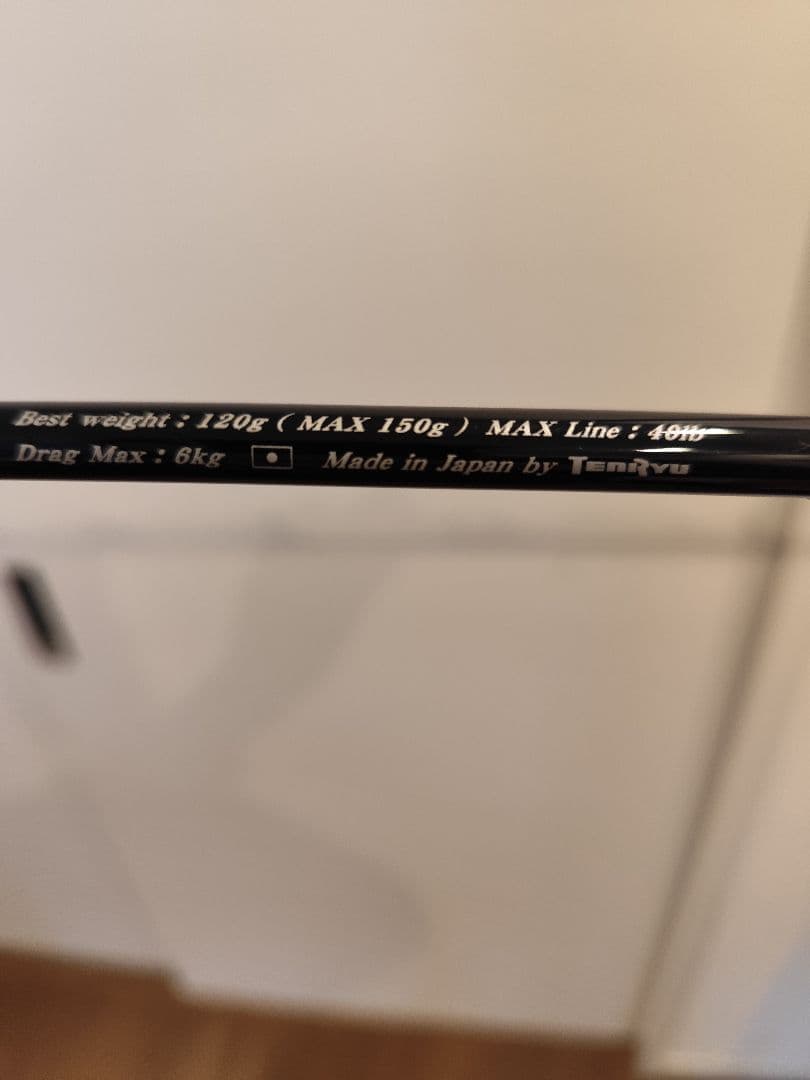 Best weight : 120g ( MAX 150g ) MAX Line : 40lb
Drag Max : 6kg Made in Japan by TENRYU